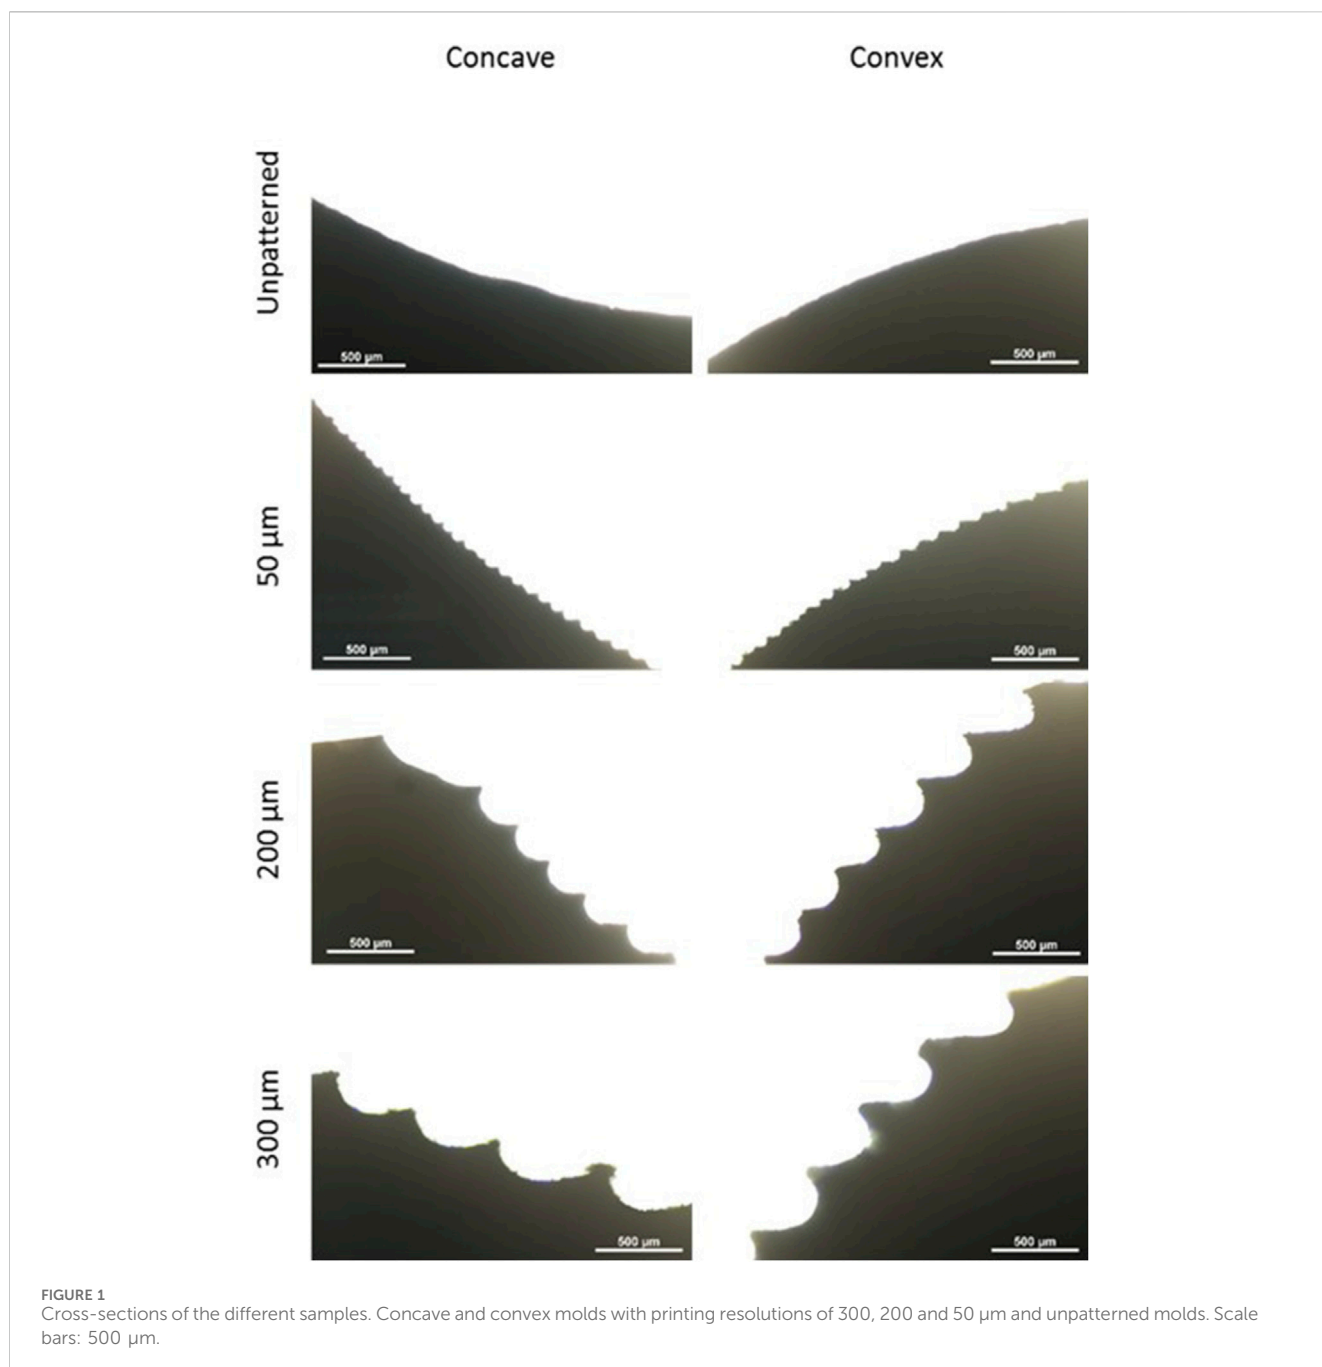 Concave
Convex
Unpatterned
500 µm
500 µm
50 µm
500 µm
500 µm
200 µm
500 µm
500 µm
300 µm
500 µm
500 µm
FIGURE 1
Cross-sections of the different samples. Concave and convex molds with printing resolutions of 300, 200 and 50 µm and unpatterned molds. Scale
bars: 500 µm.